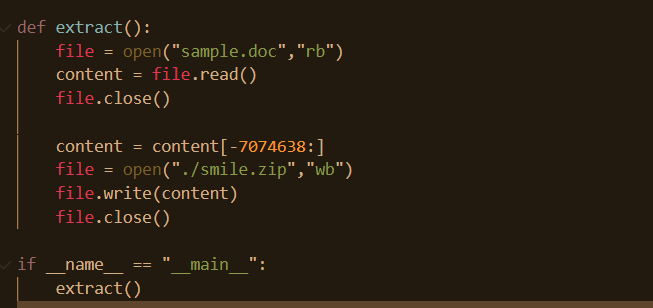 def extract():
    file = open("sample.doc","rb")
    content = file.read()
    file.close()

    content = content[-7074638:]
    file = open("./smile.zip","wb")
    file.write(content)
    file.close()

if __name__ == "__main__":
    extract()